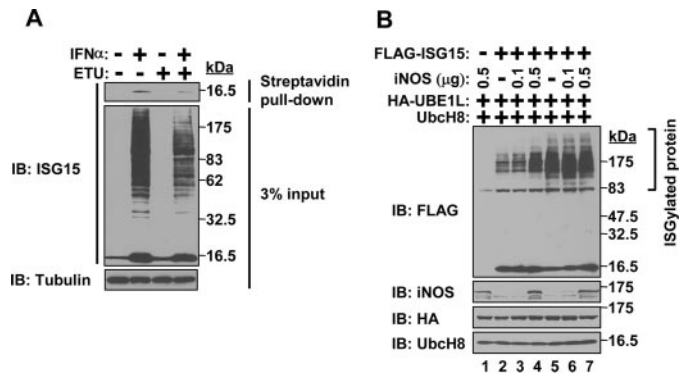 A
IFNα: - + - +
ETU: - - + + kDa
16.5 Streptavidin
pull-down
IB: ISG15
175
83
62
32.5
16.5
3% input
IB: Tubulin
B
FLAG-ISG15: - + + + + + +
iNOS (μg) 0.5 - 0.1 0.5 - 0.1 0.5
HA-UBE1L: + + + + + + +
UbcH8: + + + + + + +
kDa
175
83
47.5
32.5
16.5
IB: FLAG
ISGylated protein
IB: iNOS 175
175
IB: HA
IB: UbcH8 16.5
1 2 3 4 5 6 7